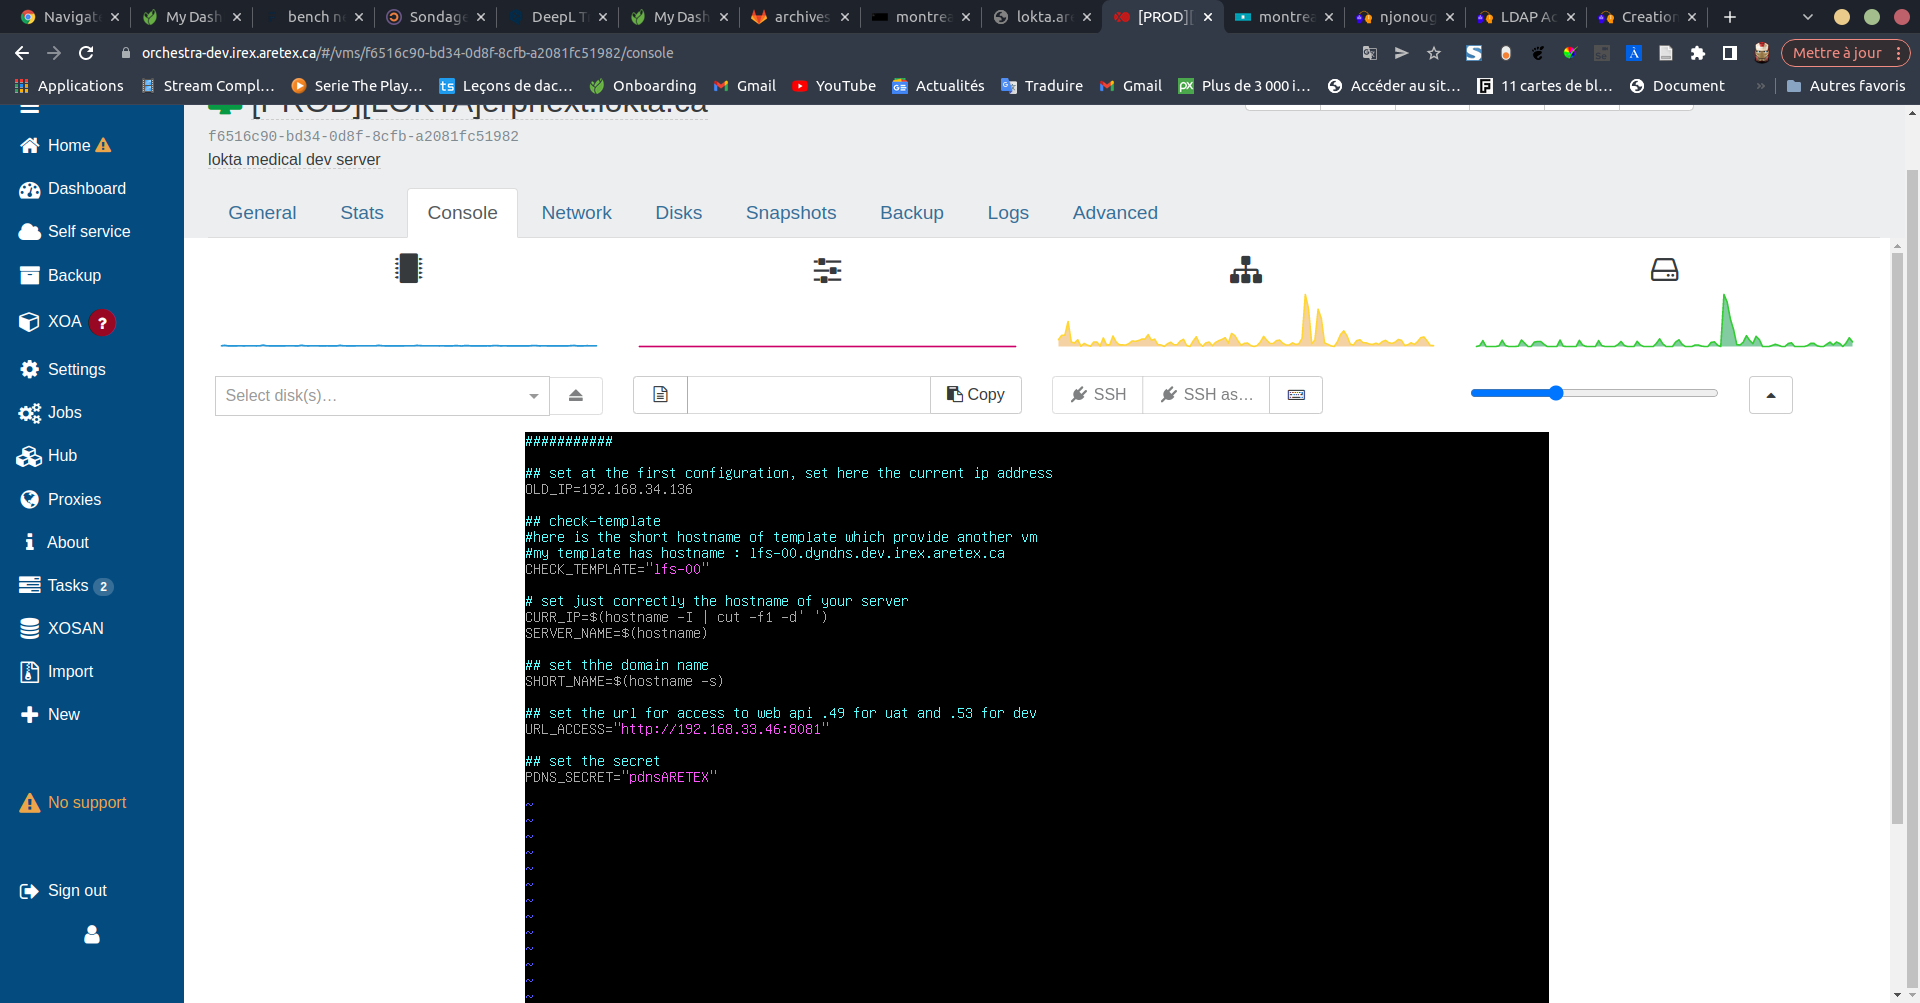 Navigat
My Dash
bench ne
Sondage
DeepL Tr
My Dash
archives
montrea
lokta.are
[PROD][
montrea
njonoug
LDAP Ac
Creation
orchestra-dev.irex.aretex.ca/#/vms/f6516c90-bd34-0d8f-8cfb-a2081fc51982/console
Mettre à jour
Applications
Stream Compl…
Serie The Play…
Leçons de dac…
Onboarding
Gmail
YouTube
Actualités
Traduire
Gmail
Plus de 3 000 i…
Accéder au sit…
11 cartes de bl…
Document
»
Autres favoris
[PROD][LOKTA]erpnext.lokta.ca
f6516c90-bd34-0d8f-8cfb-a2081fc51982
lokta medical dev server
Home
Dashboard
Self service
Backup
XOA ?
Settings
Jobs
Hub
Proxies
About
Tasks 2
XOSAN
Import
New
No support
Sign out
General
Stats
Console
Network
Disks
Snapshots
Backup
Logs
Advanced
Select disk(s)…
Copy
SSH
SSH as…
###########
## set at the first configuration, set here the current ip address
OLD_IP=192.168.34.136
## check-template
#here is the short hostname of template which provide another vm
#my template has hostname : lfs-00.dyndns.dev.irex.aretex.ca
CHECK_TEMPLATE="lfs-00"
# set just correctly the hostname of your server
CURR_IP=$(hostname -I | cut -f1 -d' ')
SERVER_NAME=$(hostname)
## set thhe domain name
SHORT_NAME=$(hostname -s)
## set the url for access to web api .49 for uat and .53 for dev
URL_ACCESS="http://192.168.33.46:8081"
## set the secret
PDNS_SECRET="pdnsARETEX"
~
~
~
~
~
~
~
~
~
~
~
~
~